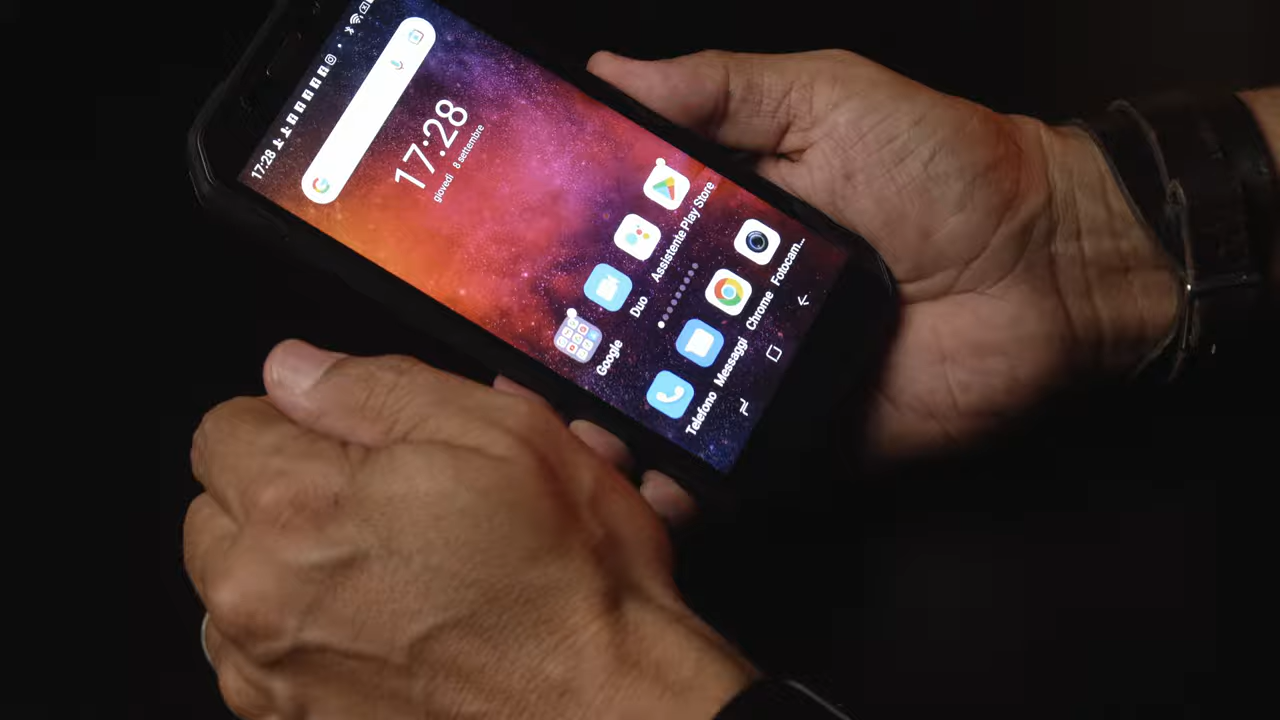 17:28
17:28
giovedì 8 settembre
Google
Duo
Assistente
Play Store
Telefono
Messaggi
Chrome
Fotocam...